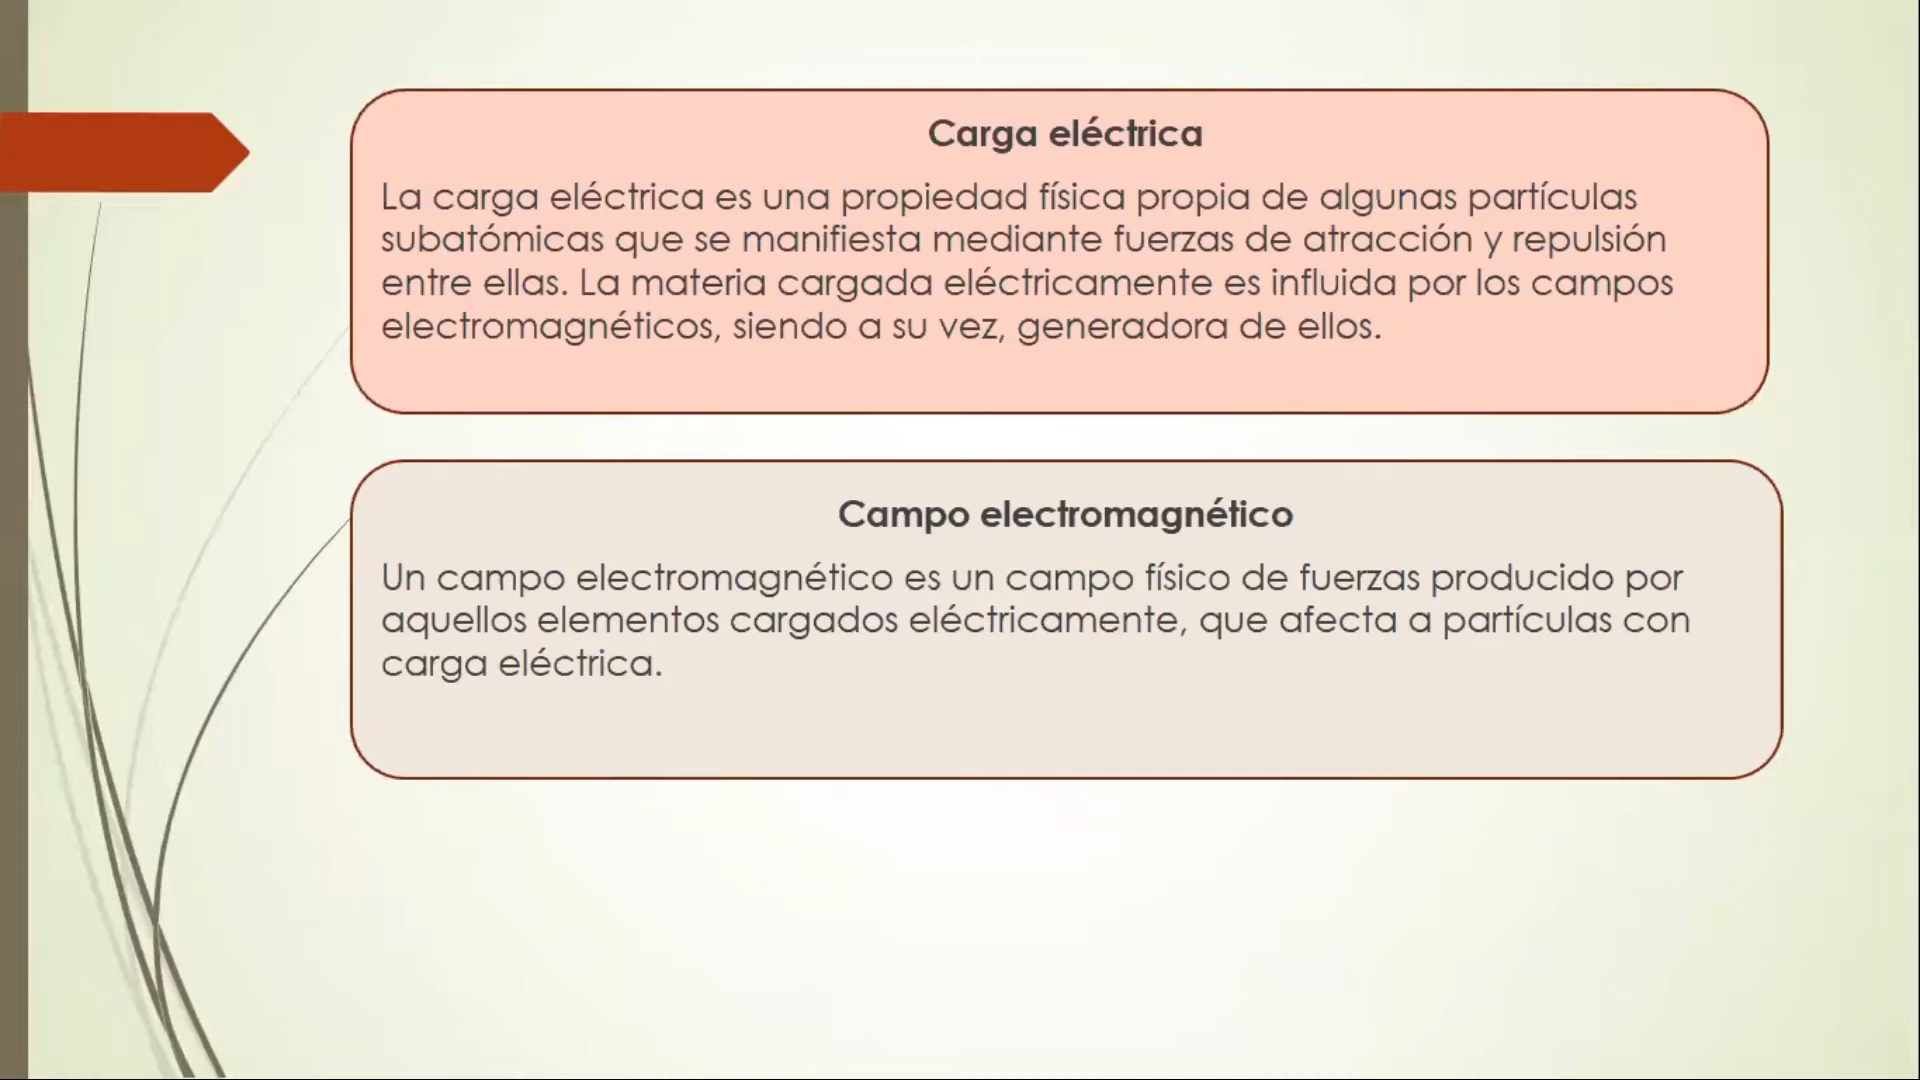 Carga eléctrica
La carga eléctrica es una propiedad física propia de algunas partículas
subatómicas que se manifiesta mediante fuerzas de atracción y repulsión
entre ellas. La materia cargada eléctricamente es influida por los campos
electromagnéticos, siendo a su vez, generadora de ellos.
Campo electromagnético
Un campo electromagnético es un campo físico de fuerzas producido por
aquellos elementos cargados eléctricamente, que afecta a partículas con
carga eléctrica.